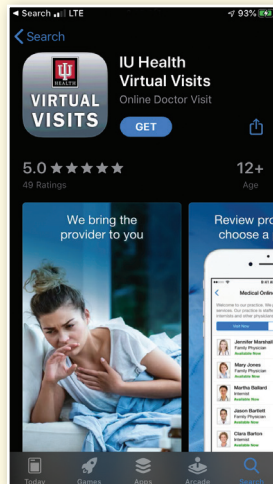 Search LTE 93%
Search
HEALTH
VIRTUAL
VISITS
IU Health
Virtual Visits
Online Doctor Visit
GET
5.0 ★★★★★ 12+
49 Ratings Age
We bring the
provider to you
Review pro
choose a
Medical Onlin
Jennifer Marshall
Family Physician
Available Now
Mary Jones
Family Physician
Available Now
Martha Ballard
Internist
Available Now
Jason Bartlett
Family Physician
Available Now
Clara Barton
Internist
Available Now
Today Games Apps Arcade Search